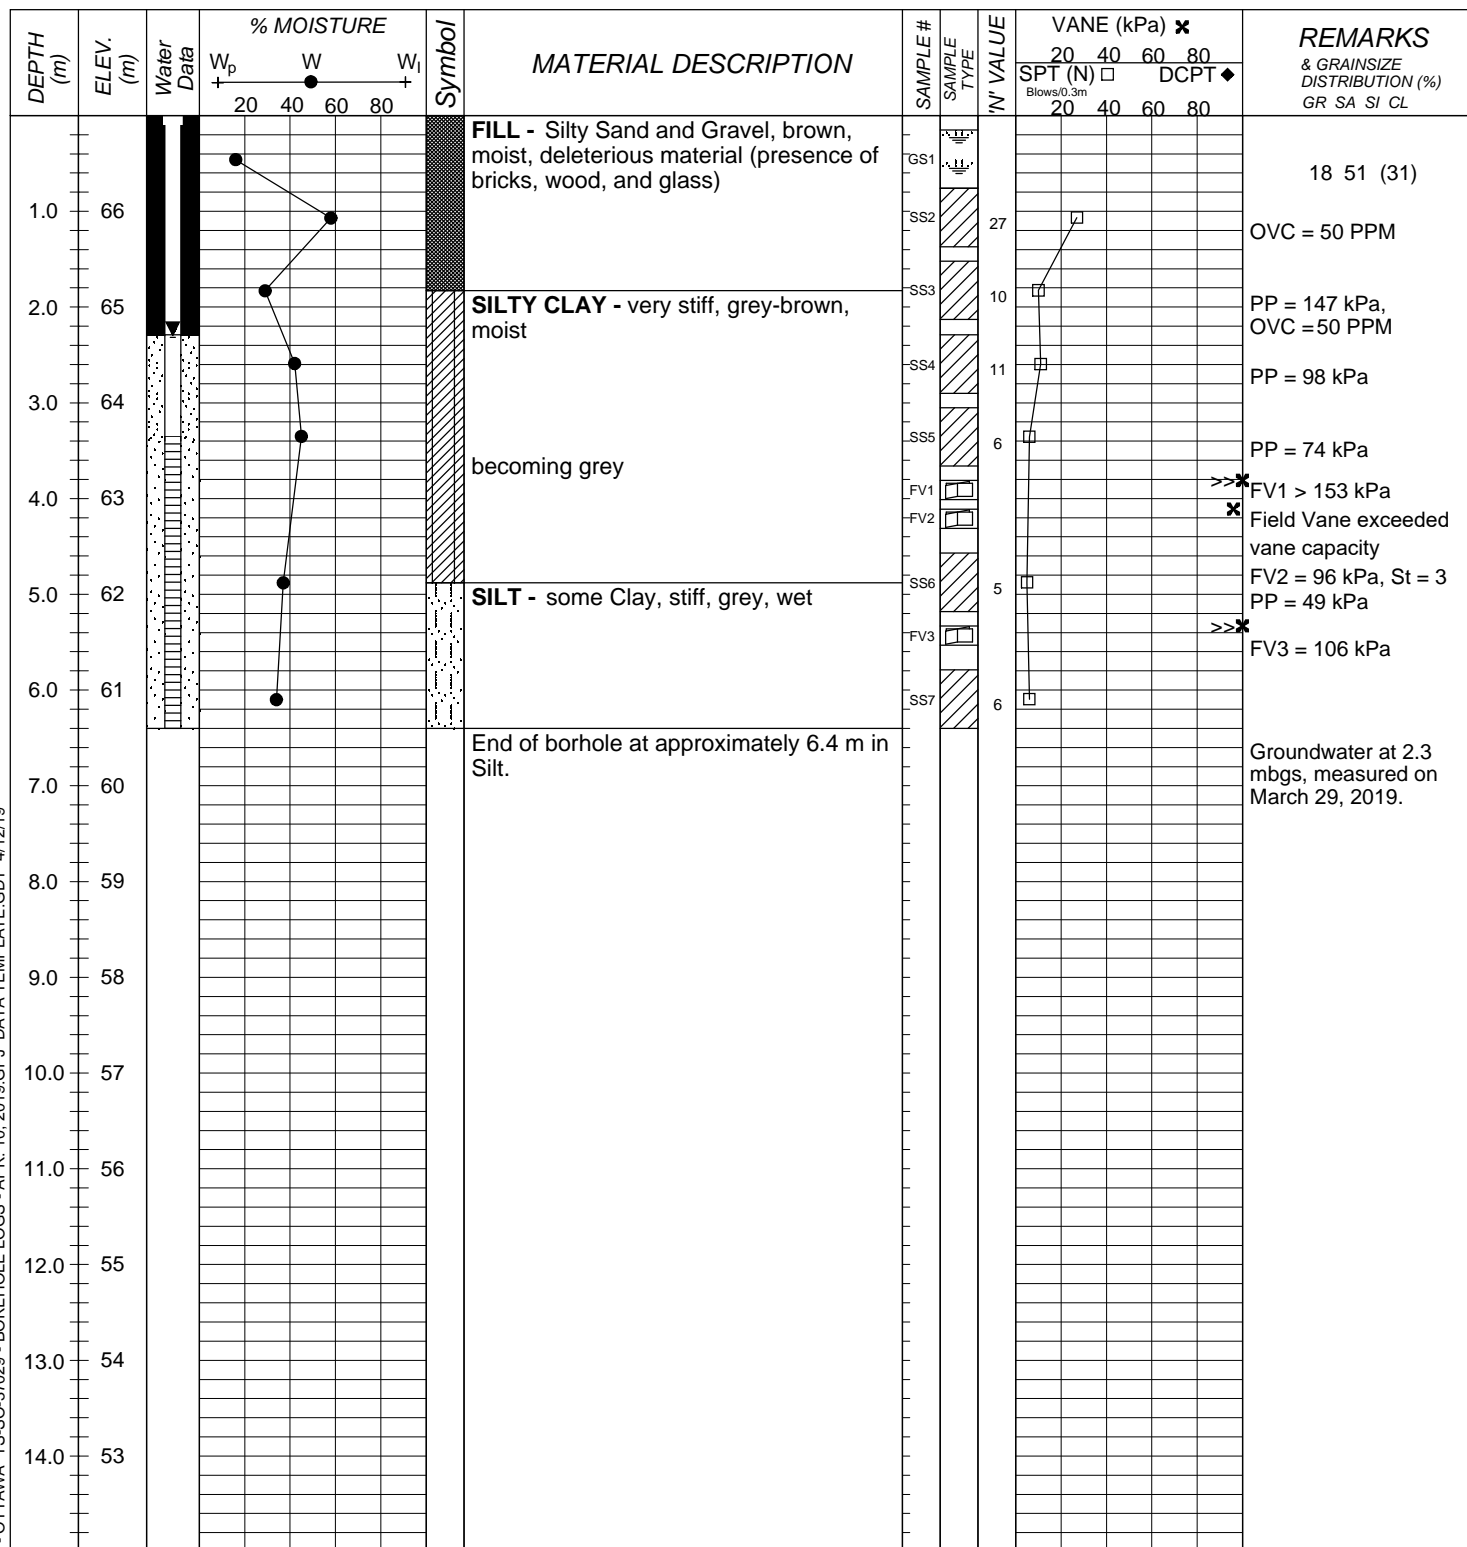 DEPTH (m)
ELEV. (m)
Water Data
% MOISTURE
Wp W Wl
20 40 60 80
Symbol
MATERIAL DESCRIPTION
SAMPLE #
SAMPLE TYPE
'N' VALUE
VANE (kPa)
20 40 60 80
SPT (N) DCPT
Blows/0.3m
20 40 60 80
REMARKS
& GRAINSIZE
DISTRIBUTION (%)
GR SA SI CL
FILL - Silty Sand and Gravel, brown,
moist, deleterious material (presence of
bricks, wood, and glass)
GS1
18 51 (31)
1.0 66
SS2
27
OVC = 50 PPM
SS3
10
2.0 65
SILTY CLAY - very stiff, grey-brown,
moist
PP = 147 kPa,
OVC = 50 PPM
SS4
11
PP = 98 kPa
3.0 64
SS5
6
PP = 74 kPa
becoming grey
>>
FV1
FV1 > 153 kPa
4.0 63
FV2
Field Vane exceeded
vane capacity
SS6
5
FV2 = 96 kPa, St = 3
5.0 62
SILT - some Clay, stiff, grey, wet
PP = 49 kPa
>>
FV3
FV3 = 106 kPa
6.0 61
SS7
6
End of borehole at approximately 6.4 m in
Silt.
Groundwater at 2.3
mbgs, measured on
March 29, 2019.
7.0 60
8.0 59
9.0 58
10.0 57
11.0 56
12.0 55
13.0 54
14.0 53